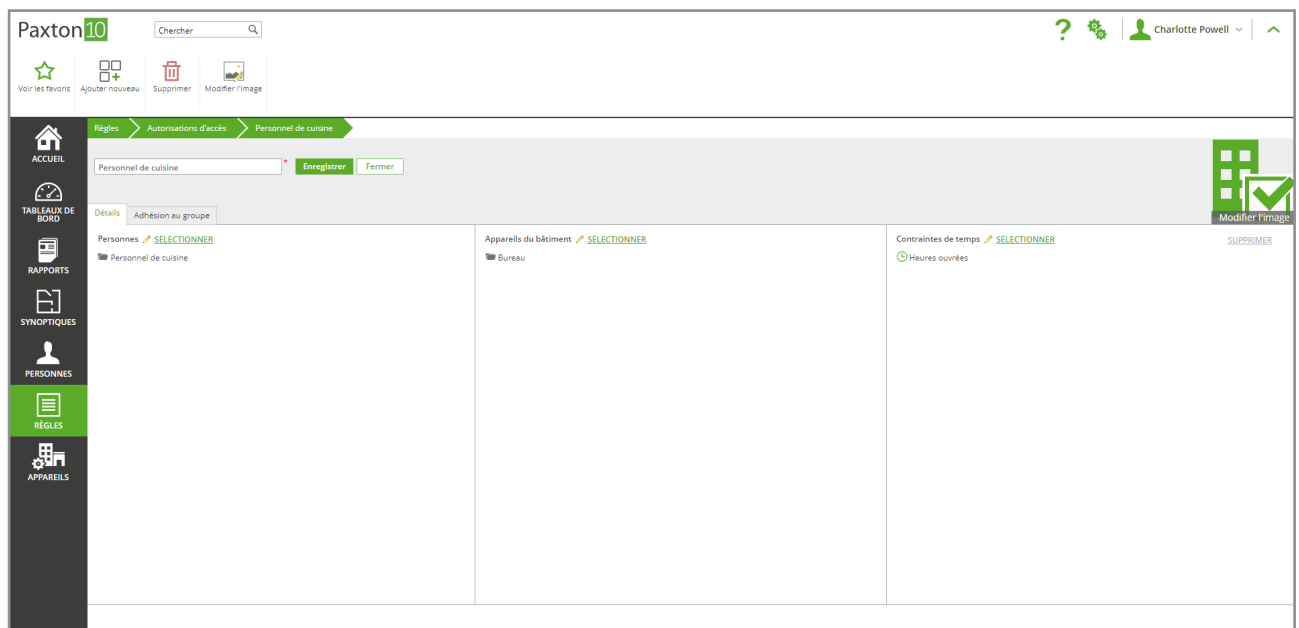 Paxton 10
Chercher
Charlotte Powell
Voir les favoris
Ajouter nouveau
Supprimer
Modifier l'image
Règles
Autorisations d'accès
Personnel de cuisine
ACCUEIL
Personnel de cuisine *
Enregistrer
Fermer
TABLEAUX DE
BORD
Modifier l'image
Détails
Adhésion au groupe
Personnes SÉLECTIONNER
Personnel de cuisine
Appareils du bâtiment SÉLECTIONNER
Bureau
Contraintes de temps SÉLECTIONNER
SUPPRIMER
Heures ouvrées
RAPPORTS
SYNOPTIQUES
PERSONNES
RÈGLES
APPAREILS